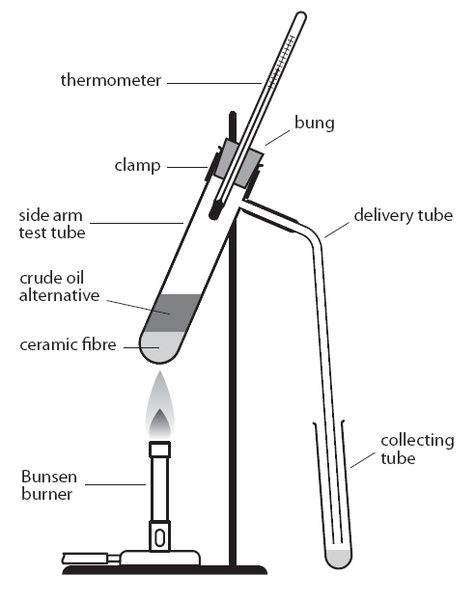 thermometer
bung
clamp
side arm
test tube
delivery tube
crude oil
alternative
ceramic fibre
collecting
tube
Bunsen
burner